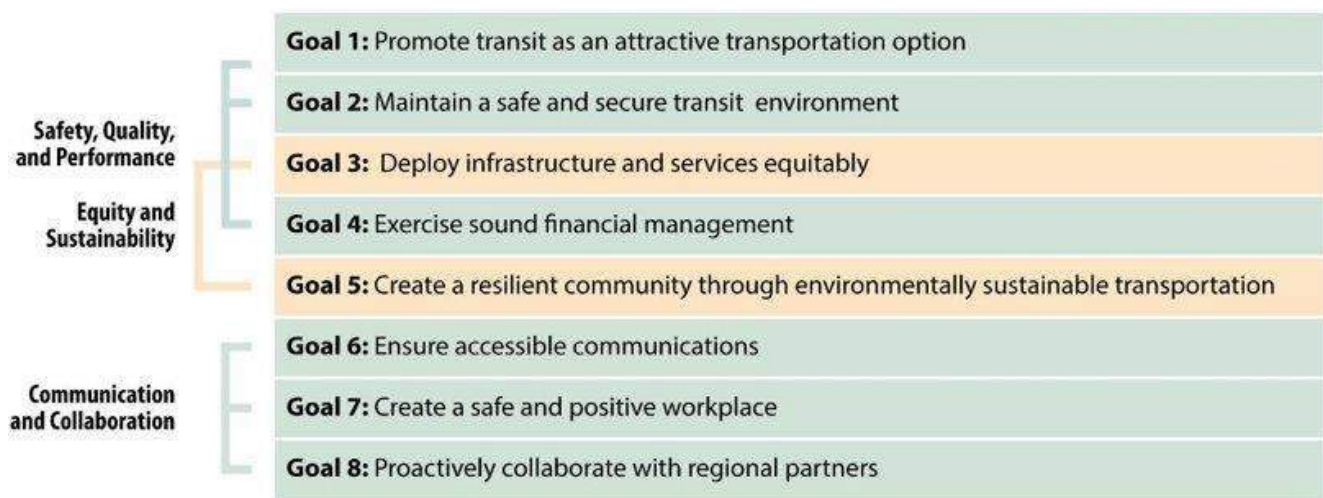 Safety, Quality,
and Performance
Equity and
Sustainability
Communication
and Collaboration
Goal 1: Promote transit as an attractive transportation option
Goal 2: Maintain a safe and secure transit environment
Goal 3: Deploy infrastructure and services equitably
Goal 4: Exercise sound financial management
Goal 5: Create a resilient community through environmentally sustainable transportation
Goal 6: Ensure accessible communications
Goal 7: Create a safe and positive workplace
Goal 8: Proactively collaborate with regional partners